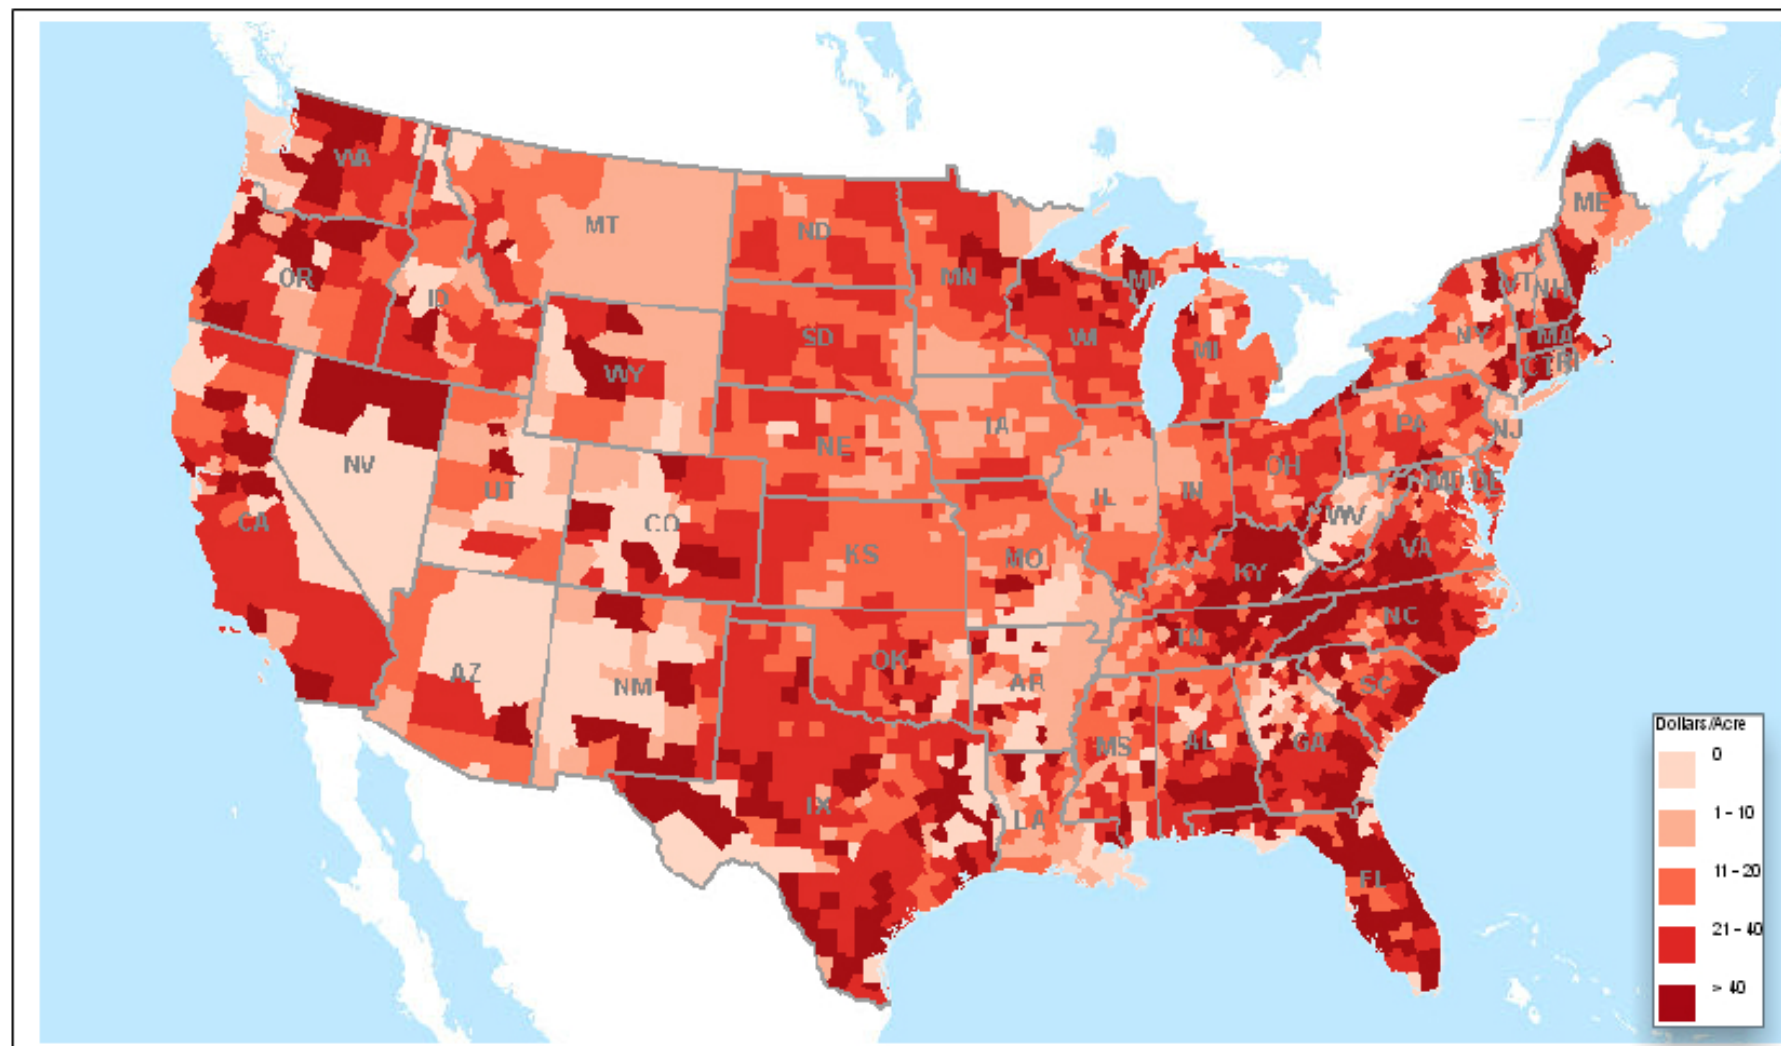 WA
MT
ND
MN
OR
ID
SD
WI
MI
MI
ME
VT
NH
NY
MA
CT
RI
WY
NE
IA
PA
NJ
NV
UT
CO
KS
MO
IL
IN
OH
MD
DE
WV
VA
KY
CA
AZ
NM
OK
AR
TN
NC
SC
MS
AL
GA
TX
LA
FL
Dollars/Acre
0
1 - 10
11 - 20
21 - 40
> 40